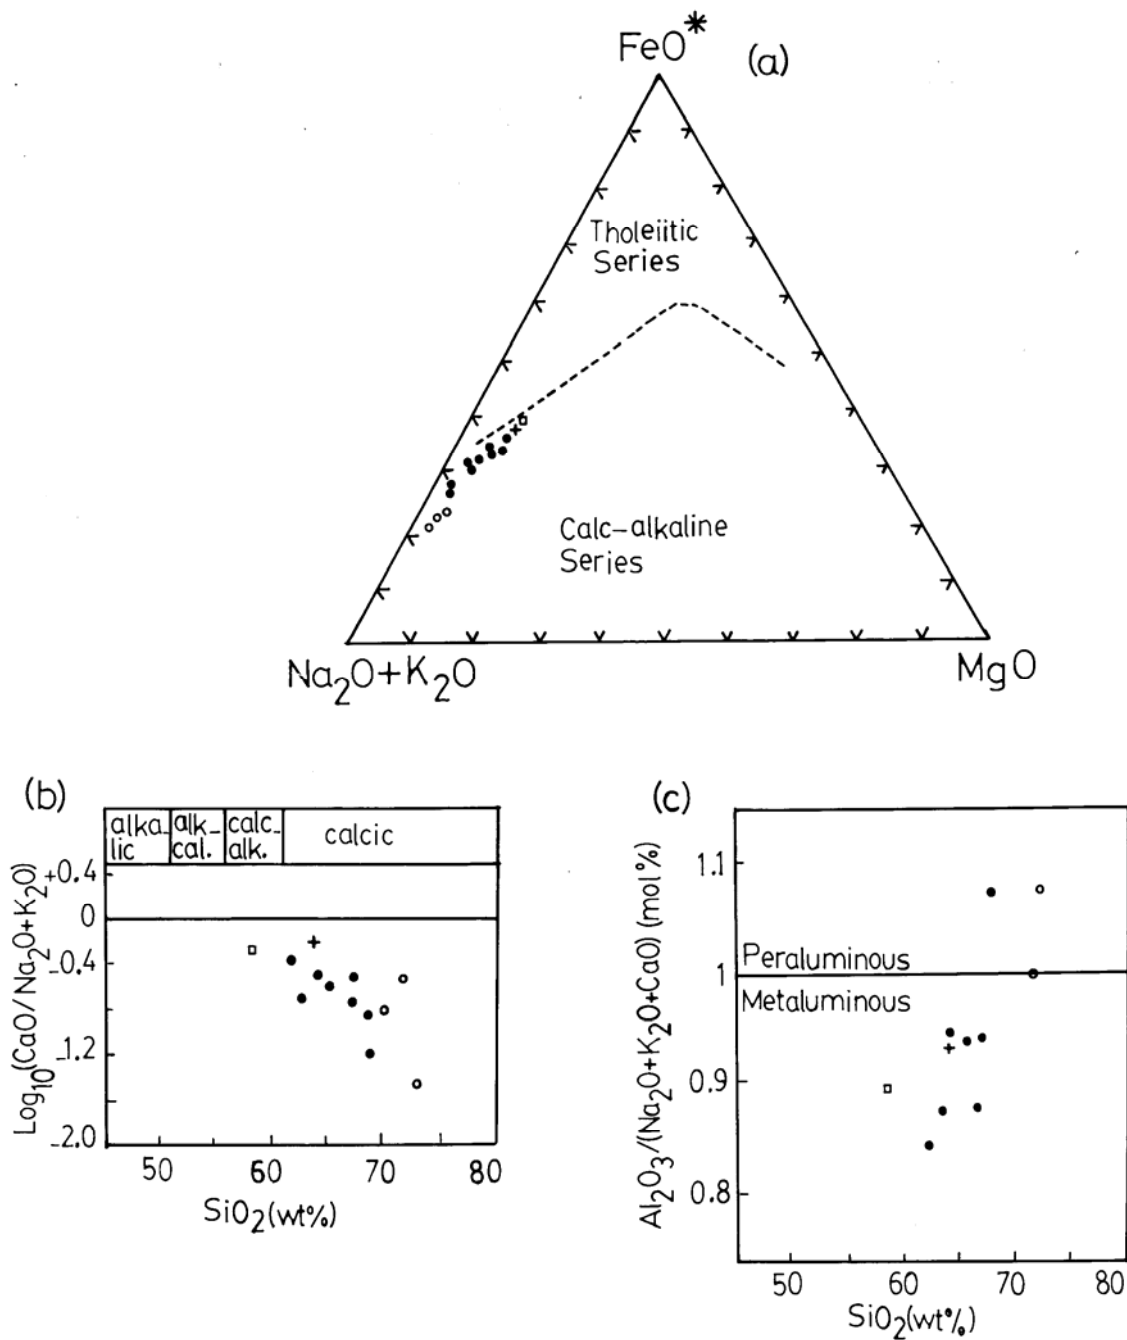 FeO*
(a)
Tholeiitic
Series
Calc-alkaline
Series
Na₂O+K₂O
MgO
(b)
alka-
lic
alk-
cal.
calc-
alk.
calcic
Log₁₀(CaO/Na₂O+K₂O)
+0.4
0
-0.4
-1.2
-2.0
50 60 70 80
SiO₂(wt%)
(c)
Al₂O₃/(Na₂O+K₂O+CaO) (mol%)
1.1
Peraluminous
1
Metaluminous
0.9
0.8
50 60 70 80
SiO₂(wt%)